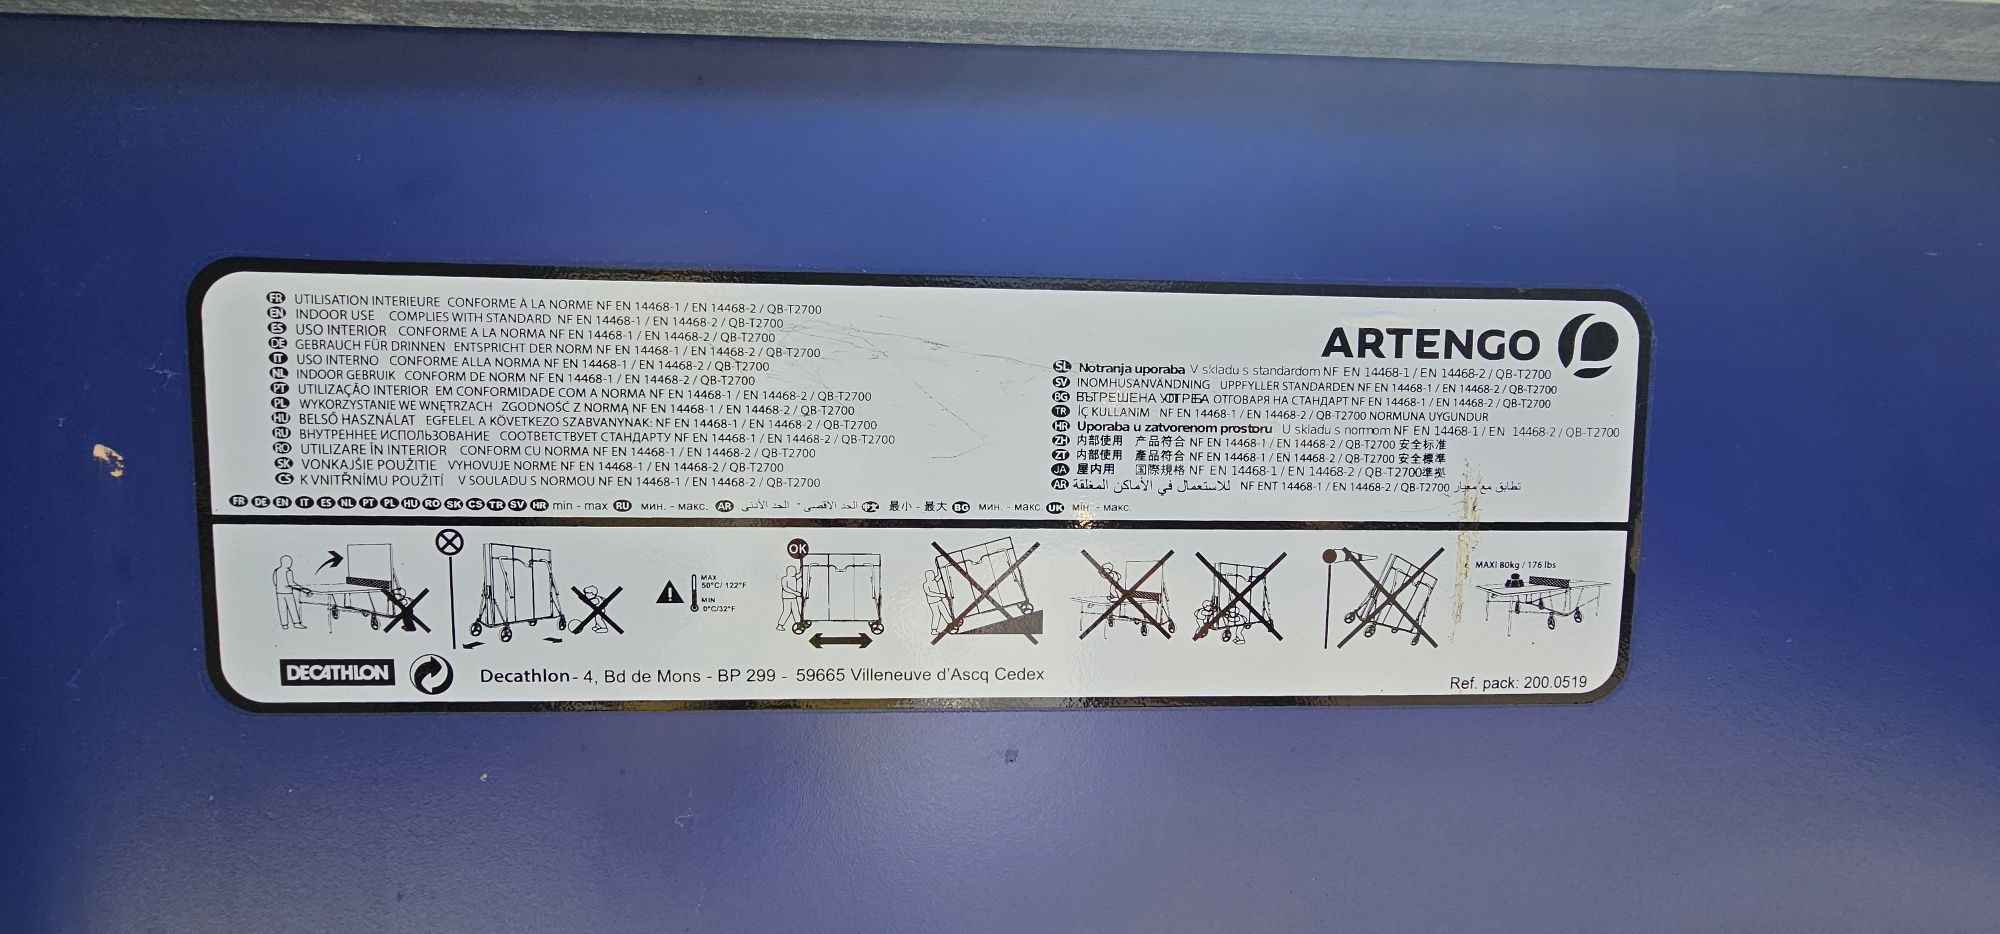 FR UTILISATION INTERIEURE CONFORME À LA NORME NF EN 14468-1 / EN 14468-2 / QB-T2700
EN INDOOR USE COMPLIES WITH STANDARD NF EN 14468-1 / EN 14468-2 / QB-T2700
ES USO INTERIOR CONFORME A LA NORMA NF EN 14468-1 / EN 14468-2 / QB-T2700
DE GEBRAUCH FÜR DRINNEN ENTSPRICHT DER NORM NF EN 14468-1 / EN 14468-2 / QB-T2700
IT USO INTERNO CONFORME ALLA NORMA NF EN 14468-1 / EN 14468-2 / QB-T2700
NL INDOOR GEBRUIK CONFORM DE NORM NF EN 14468-1 / EN 14468-2 / QB-T2700
PT UTILIZAÇÃO INTERIOR EM CONFORMIDADE COM A NORMA NF EN 14468-1 / EN 14468-2 / QB-T2700
PL WYKORZYSTANIE WE WNĘTRZACH ZGODNOŚĆ Z NORMĄ NF EN 14468-1 / EN 14468-2 / QB-T2700
HU BELSŐ HASZNÁLAT EGFELEL A KÖVETKEZO SZABVANYNAK: NF EN 14468-1 / EN 14468-2 / QB-T2700
RU ВНУТРЕННЕЕ ИСПОЛЬЗОВАНИЕ СООТВЕТСТВУЕТ СТАНДАРТУ NF EN 14468-1 / EN 14468-2 / QB-T2700
RO UTILIZARE ÎN INTERIOR CONFORM CU NORMA NF EN 14468-1 / EN 14468-2 / QB-T2700
SK VONKAJŠIE POUŽITIE VYHOVUJE NORME NF EN 14468-1 / EN 14468-2 / QB-T2700
CS K VNITŘNÍMU POUŽITÍ V SOULADU S NORMOU NF EN 14468-1 / EN 14468-2 / QB-T2700
ARTENGO
SL Notranja uporaba V skladu s standardom NF EN 14468-1 / EN 14468-2 / QB-T2700
SV INOMHUSANVÄNDNING UPPFYLLER STANDARDEN NF EN 14468-1 / EN 14468-2 / QB-T2700
BG ВЪТРЕШЕНА ОТГОВАРЯ НА СТАНДАРТ NF EN 14468-1 / EN 14468-2 / QB-T2700
TR İÇ KULLANIM NF EN 14468-1 / EN 14468-2 / QB-T2700 NORMUNA UYGUNDUR
HR Uporaba u zatvorenom prostoru U skladu s normom NF EN 14468-1 / EN 14468-2 / QB-T2700
ZH 内部使用 产品符合 NF EN 14468-1 / EN 14468-2 / QB-T2700 安全标准
ZT 内部使用 產品符合 NF EN 14468-1 / EN 14468-2 / QB-T2700 安全標準
JA 屋内用 国際規格 NF EN 14468-1 / EN 14468-2 / QB-T2700準拠
AR للاستعمال في الأماكن المغلقة NF ENT 14468-1 / EN 14468-2 / QB-T2700 تطابق مع معيار
FR DE EN IT ES NL PT PL HU RO SK CS TR SV HR min - max RU мин. - макс. AR الحد الأقصى - الحد الأدنى 中文 最小 - 最大 BG мин. - макс. UK мін. - макс.
MAX
50°C/ 122°F
MIN
0°C/32°F
OK
MAXI 80kg / 176 lbs
DECATHLON
Decathlon - 4, Bd de Mons - BP 299 - 59665 Villeneuve d'Ascq Cedex
Ref. pack: 200.0519